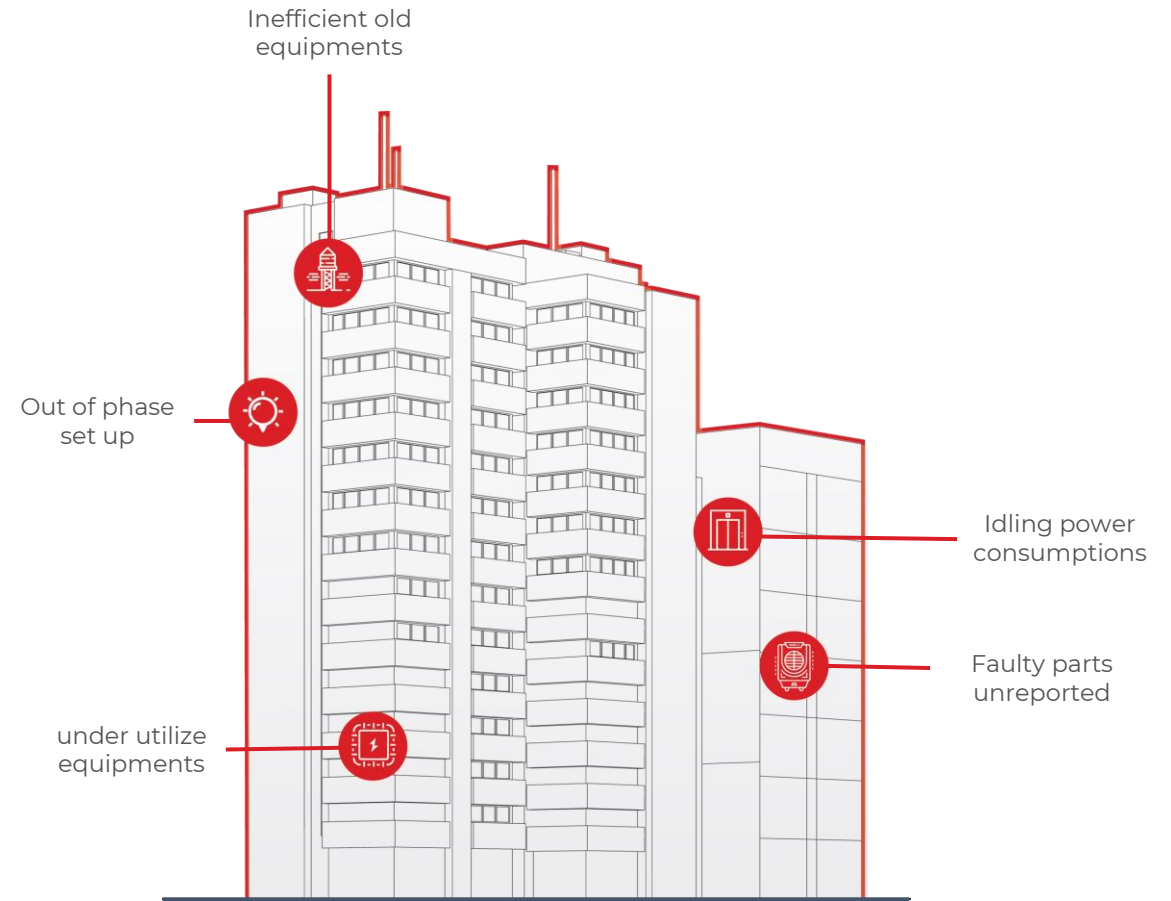 Inefficient old
equipments
Out of phase
set up
Idling power
consumptions
Faulty parts
unreported
under utilize
equipments